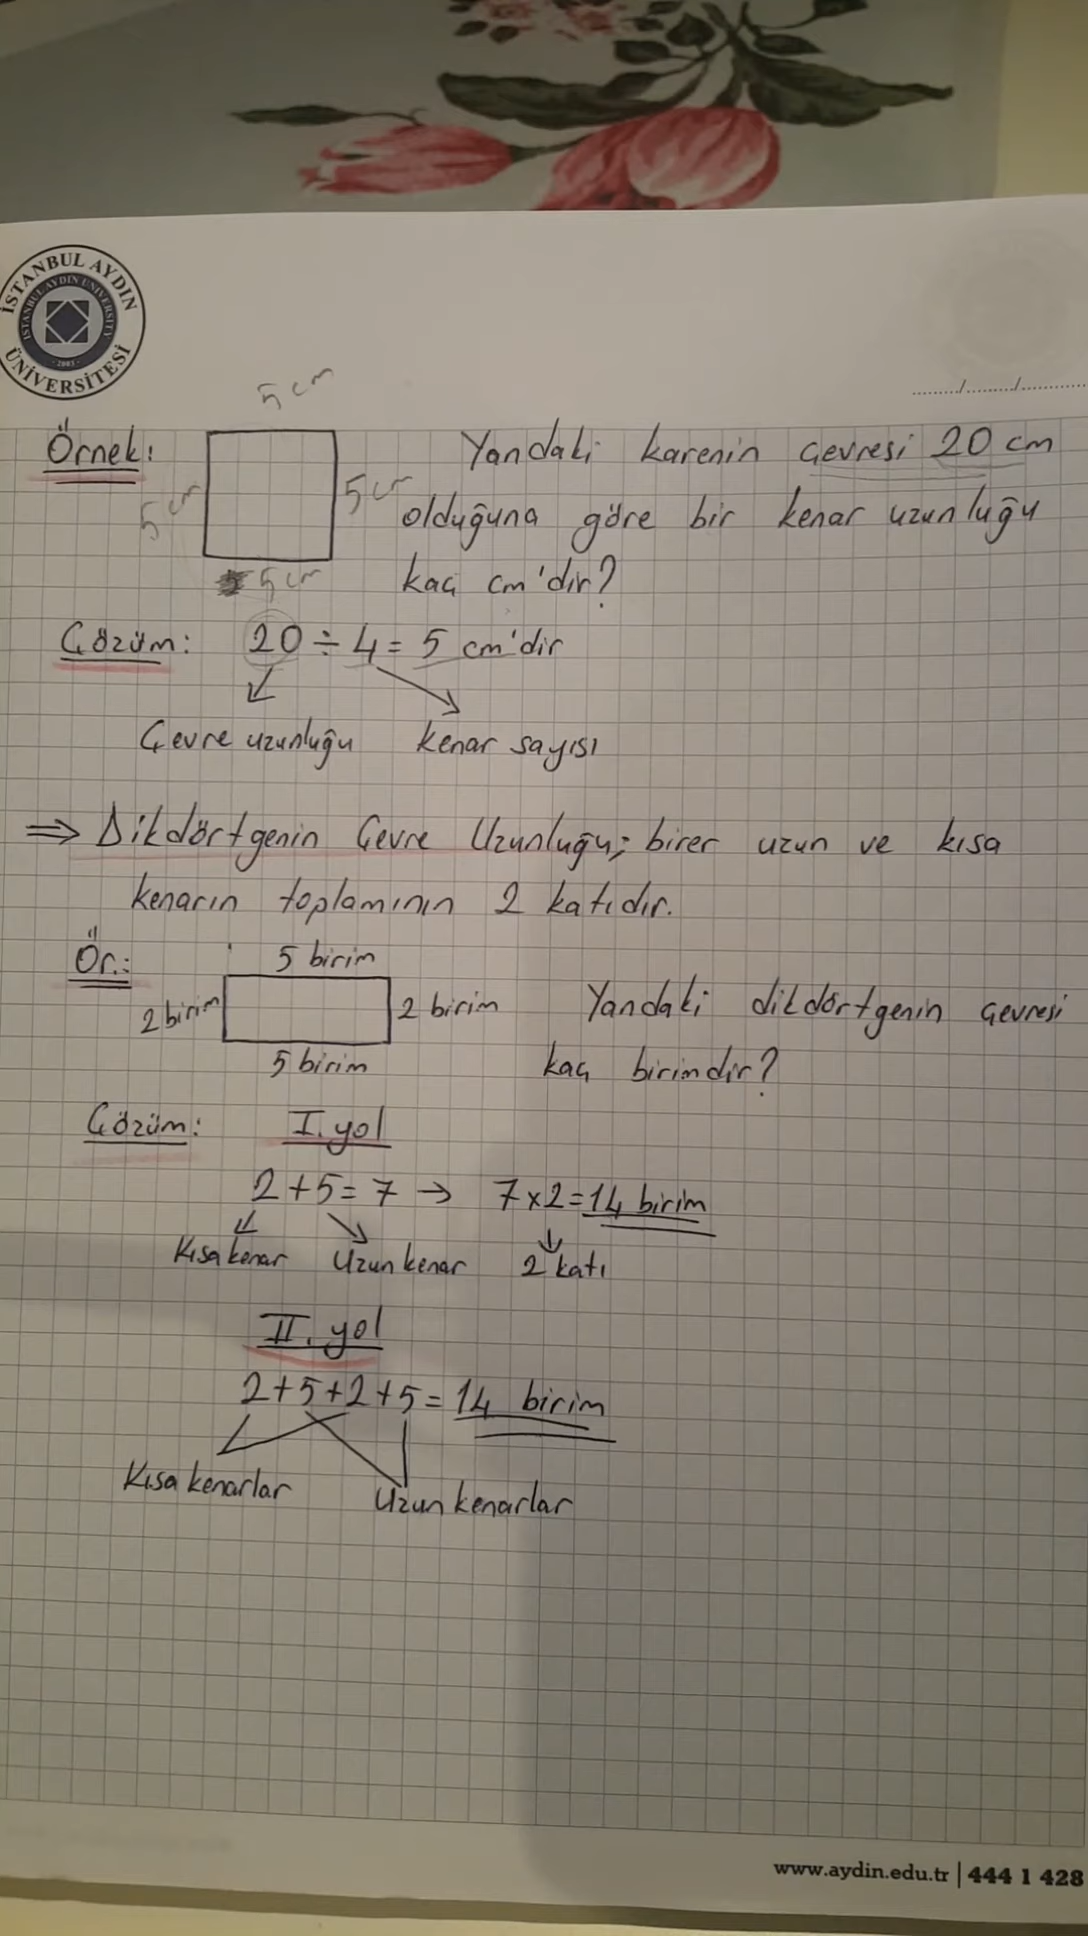 İSTANBUL AYDIN ÜNİVERSİTESİ
İSTANBUL AYDIN UNIVERSITY
2003
...../...../.....
5 cm
Örnek:
5 cm
5 cm
5 cm
Yandaki karenin çevresi 20 cm
olduğuna göre bir kenar uzunluğu
kaç cm'dir?
Çözüm: 20 ÷ 4 = 5 cm'dir
Çevre uzunluğu kenar sayısı
⇒ Dikdörtgenin Çevre Uzunluğu; birer uzun ve kısa
kenarın toplamının 2 katıdır.
Ör.:
5 birim
2 birim
2 birim
5 birim
Yandaki dikdörtgenin çevresi
kaç birimdir?
Çözüm: I. yol
2+5=7 → 7x2=14 birim
Kısa kenar Uzun kenar 2 katı
II. yol
2+5+2+5=14 birim
Kısa kenarlar Uzun kenarlar
www.aydin.edu.tr | 444 1 428